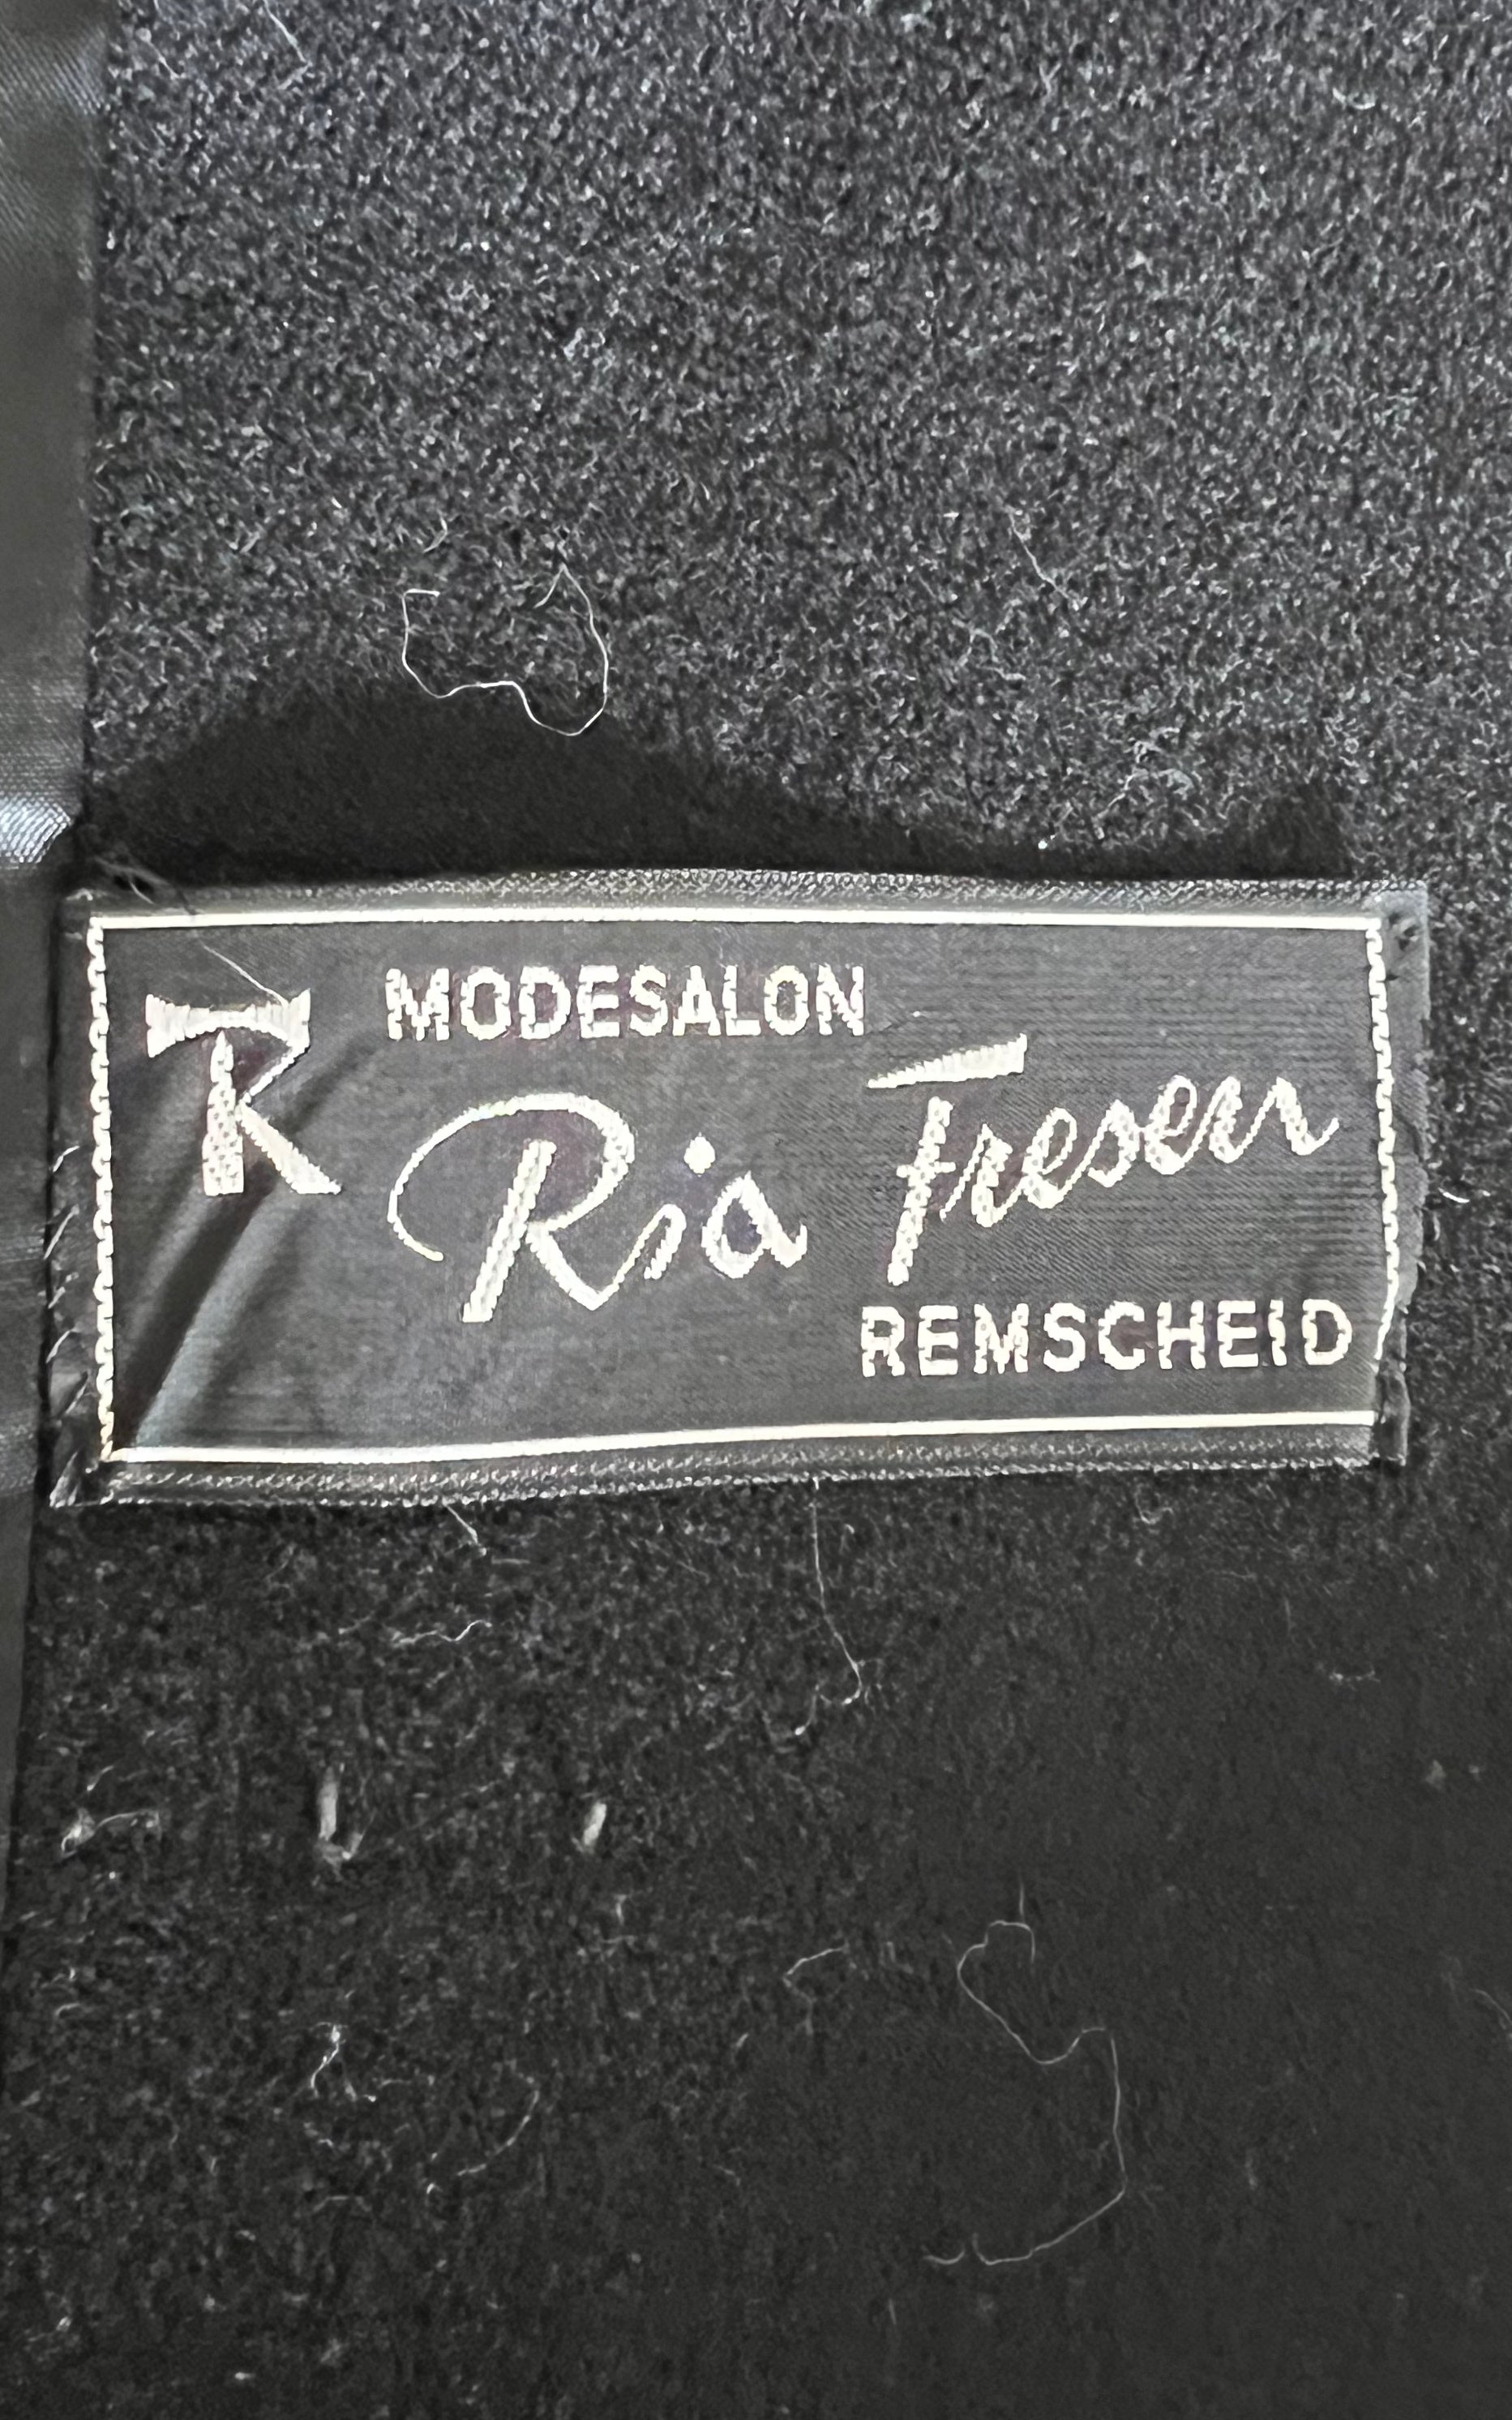 MODESALON
Ria Fresen
REMSCHEID